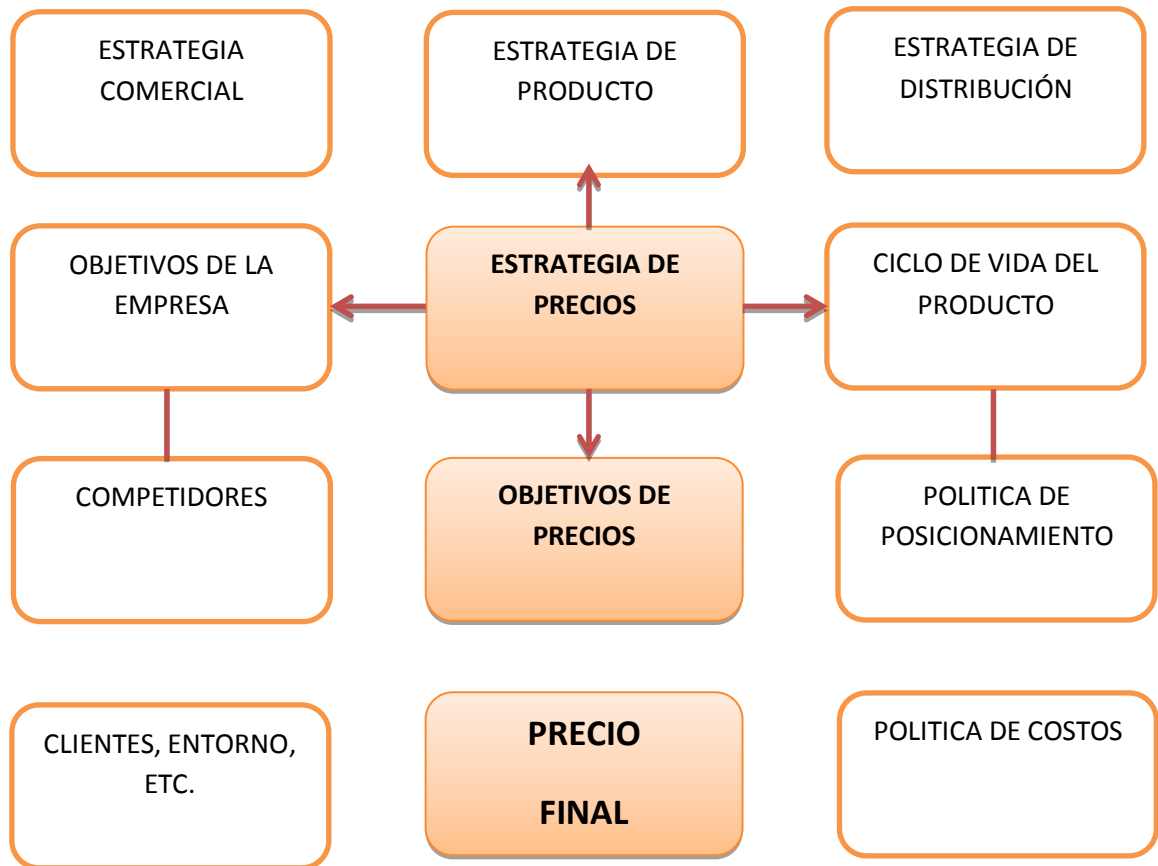 ESTRATEGIA
COMERCIAL
ESTRATEGIA DE
PRODUCTO
ESTRATEGIA DE
DISTRIBUCIÓN
OBJETIVOS DE LA
EMPRESA
ESTRATEGIA DE
PRECIOS
CICLO DE VIDA DEL
PRODUCTO
COMPETIDORES
OBJETIVOS DE
PRECIOS
POLITICA DE
POSICIONAMIENTO
CLIENTES, ENTORNO,
ETC.
PRECIO
FINAL
POLITICA DE COSTOS